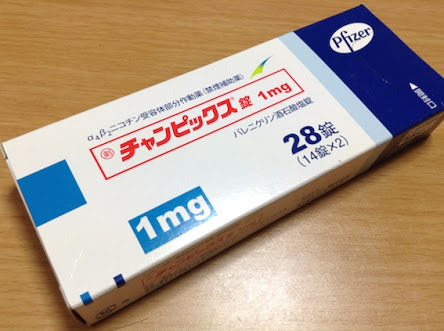 Pfizer
開封口
α4β2ニコチン受容体部分作動薬(禁煙補助薬)
劇 チャンピックス®錠 1mg
バレニクリン酒石酸塩錠
28錠
(14錠×2)
1mg